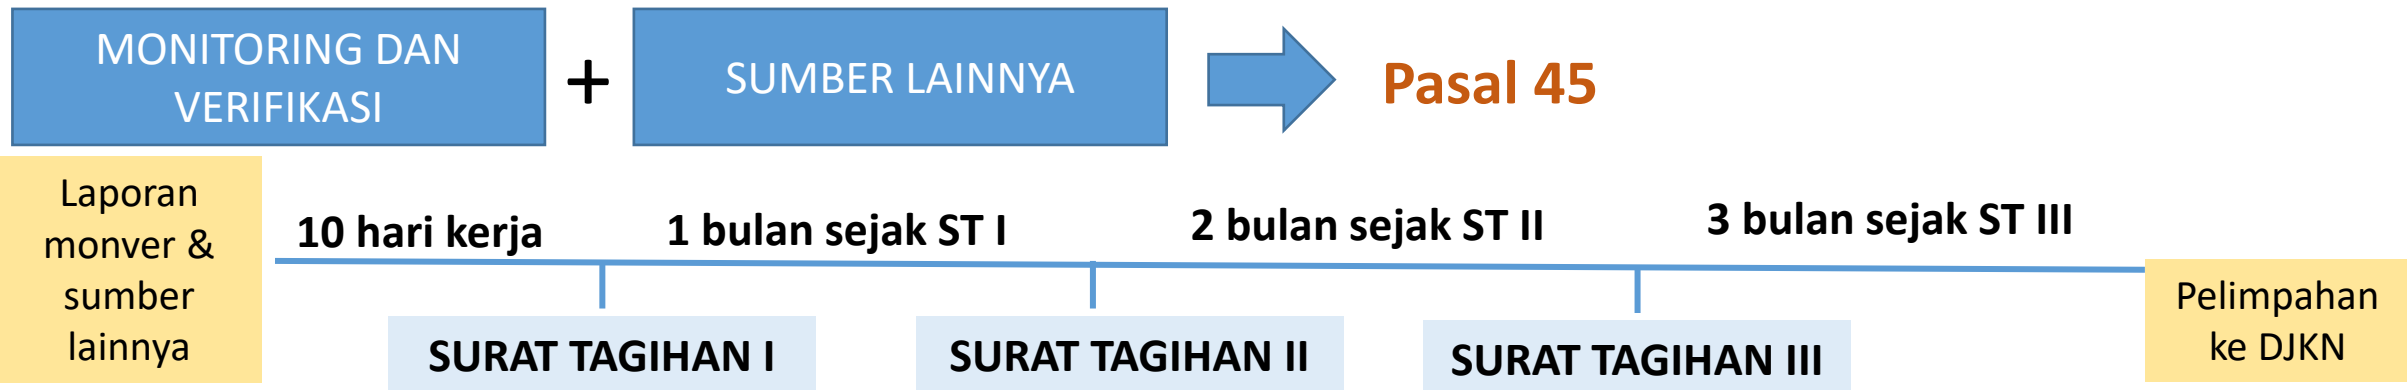 MONITORING DAN
VERIFIKASI
+
SUMBER LAINNYA
Pasal 45
Laporan
monver &
sumber
lainnya
10 hari kerja
1 bulan sejak ST I
2 bulan sejak ST II
3 bulan sejak ST III
SURAT TAGIHAN I
SURAT TAGIHAN II
SURAT TAGIHAN III
Pelimpahan
ke DJKN